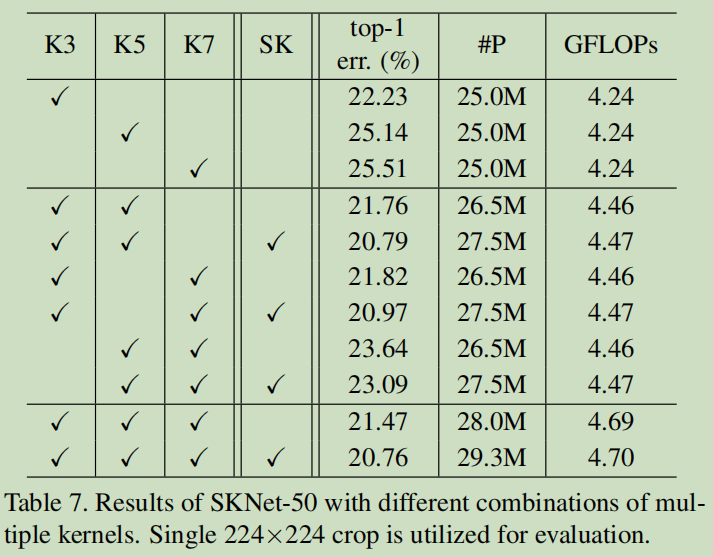 K3 K5 K7 SK top-1 err. (%) #P GFLOPs
✓ 22.23 25.0M 4.24
✓ 25.14 25.0M 4.24
✓ 25.51 25.0M 4.24
✓ ✓ 21.76 26.5M 4.46
✓ ✓ ✓ 20.79 27.5M 4.47
✓ ✓ 21.82 26.5M 4.46
✓ ✓ ✓ 20.97 27.5M 4.47
✓ ✓ 23.64 26.5M 4.46
✓ ✓ ✓ 23.09 27.5M 4.47
✓ ✓ ✓ 21.47 28.0M 4.69
✓ ✓ ✓ ✓ 20.76 29.3M 4.70
Table 7. Results of SKNet-50 with different combinations of mul-
tiple kernels. Single 224×224 crop is utilized for evaluation.